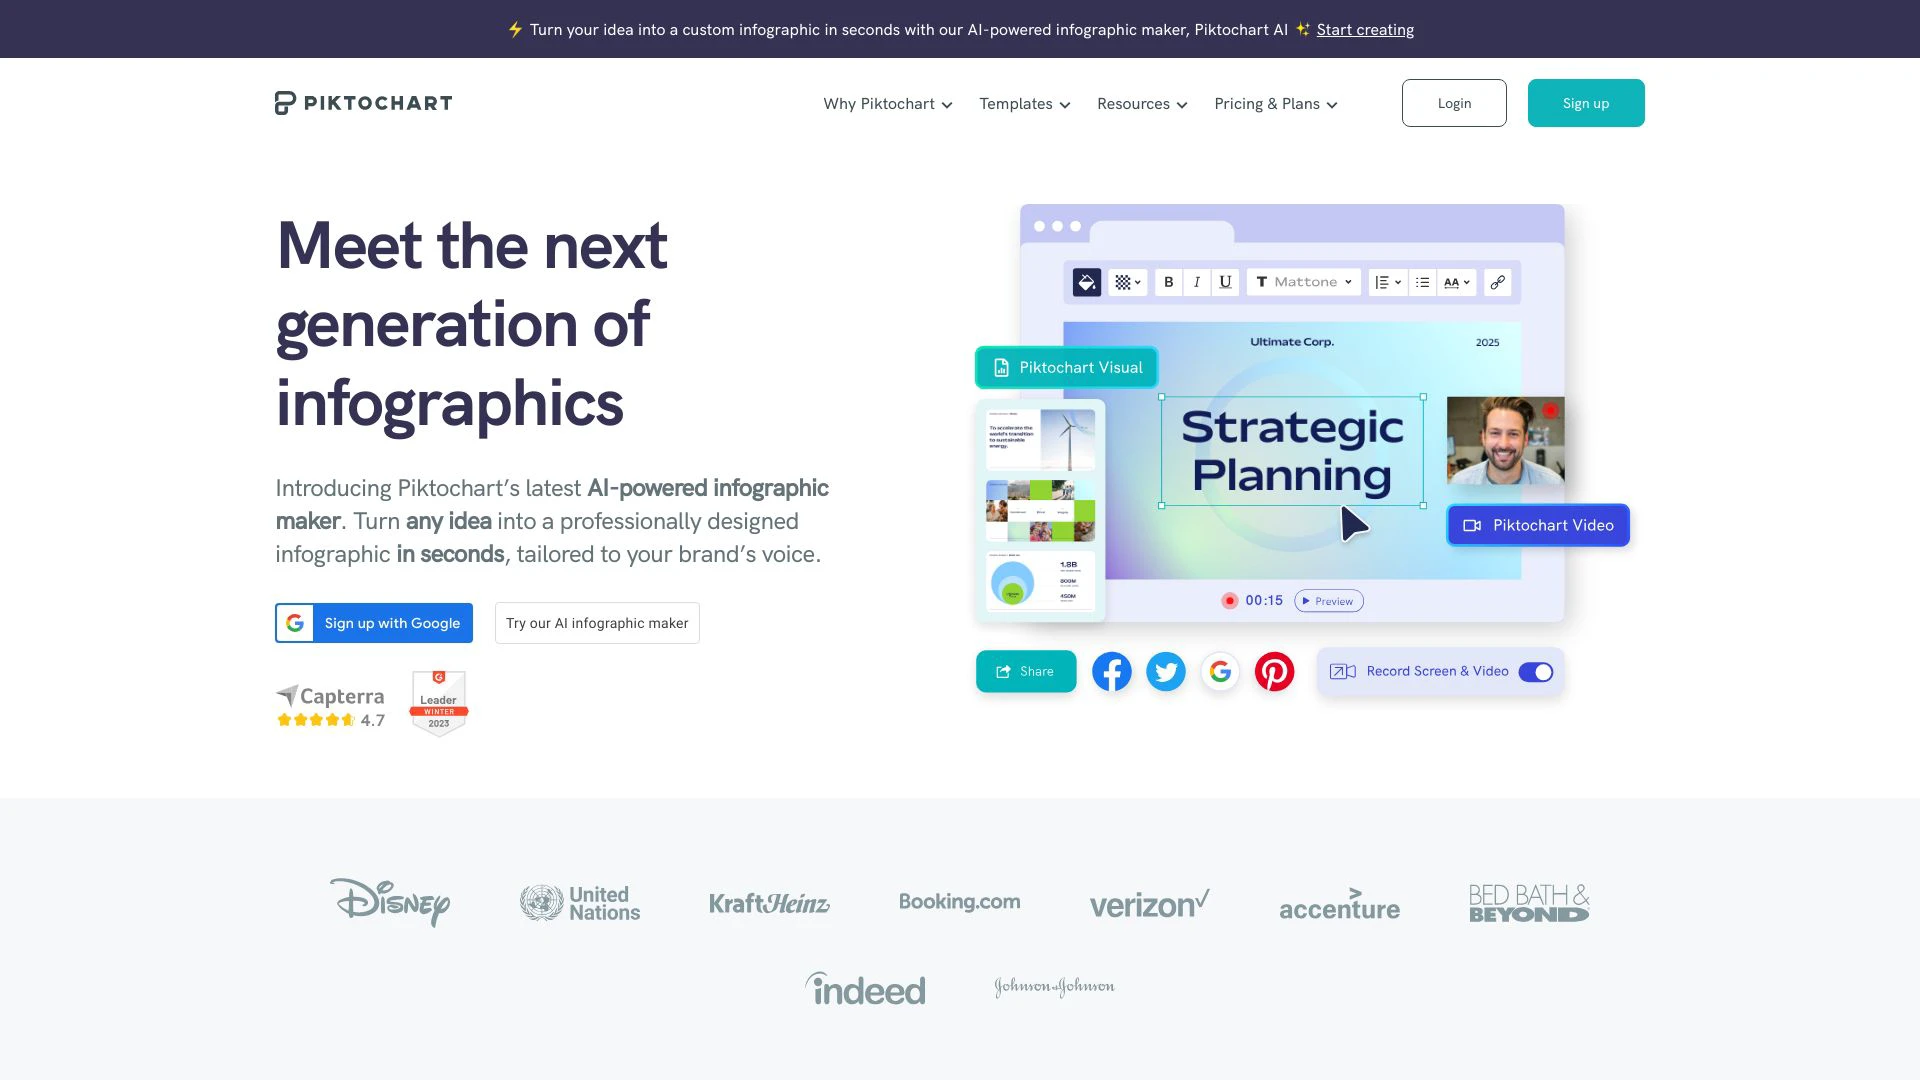 ⚡ Turn your idea into a custom infographic in seconds with our AI-powered infographic maker, Piktochart AI ✨ Start creating
PIKTOCHART
Why Piktochart
Templates
Resources
Pricing & Plans
Login
Sign up
Meet the next
generation of
infographics
Introducing Piktochart's latest AI-powered infographic
maker. Turn any idea into a professionally designed
infographic in seconds, tailored to your brand's voice.
Sign up with Google
Try our AI infographic maker
Capterra
4.7
Leader
WINTER
2023
B I U
T Mattone
AA
Ultimate Corp.
2025
Piktochart Visual
Strategic
Planning
To accelerate the
world's transition
to sustainable
energy.
1.8B
800M
450M
Piktochart Video
00:15
Preview
Share
Record Screen & Video
Disney
United
Nations
KraftHeinz
Booking.com
verizon
accenture
BED BATH &
BEYOND
indeed
Johnson&Johnson